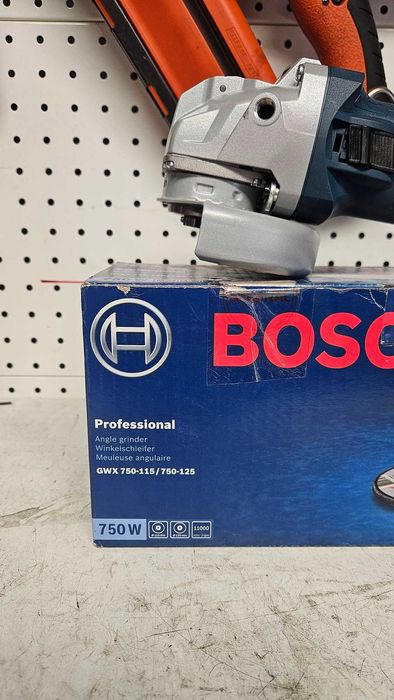 BOSC
Professional
Angle grinder
Winkelschleifer
Meuleuse angulaire
GWX 750-115/750-125
750 W
11000